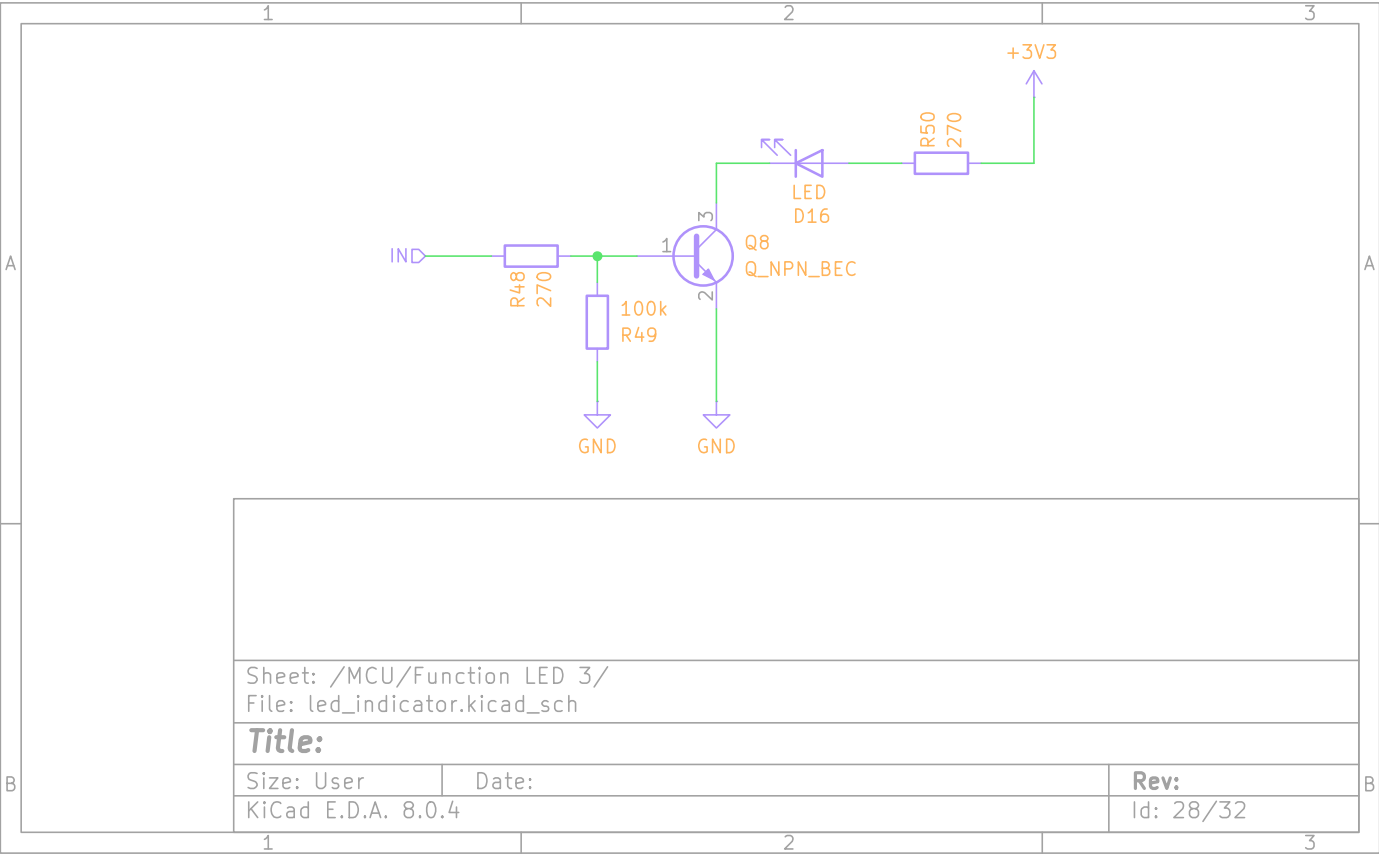 1 2 3
+3V3
R50
270
LED
D16
3
Q8
Q_NPN_BEC
1
2
IN
R48
270
100k
R49
GND GND
A A
Sheet: /MCU/Function LED 3/
File: led_indicator.kicad_sch
Title:
Size: User Date: Rev:
KiCad E.D.A. 8.0.4 Id: 28/32
B B
1 2 3